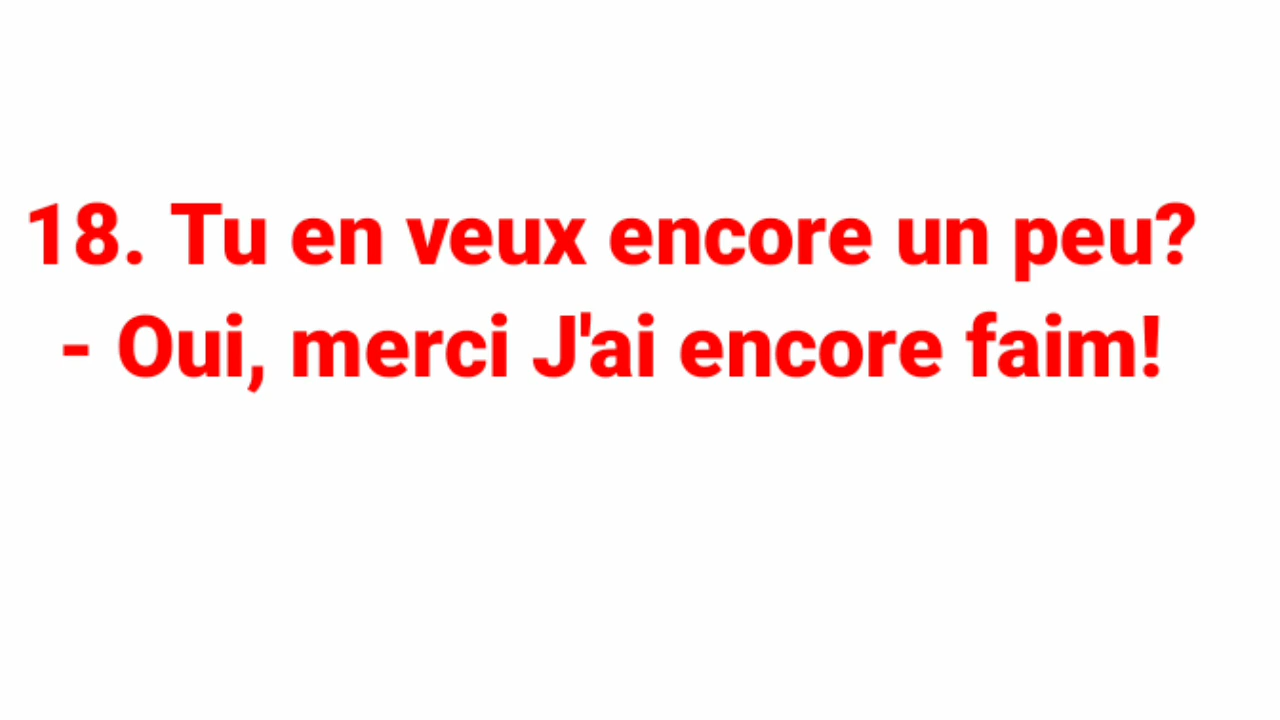 18. Tu en veux encore un peu?
- Oui, merci J'ai encore faim!